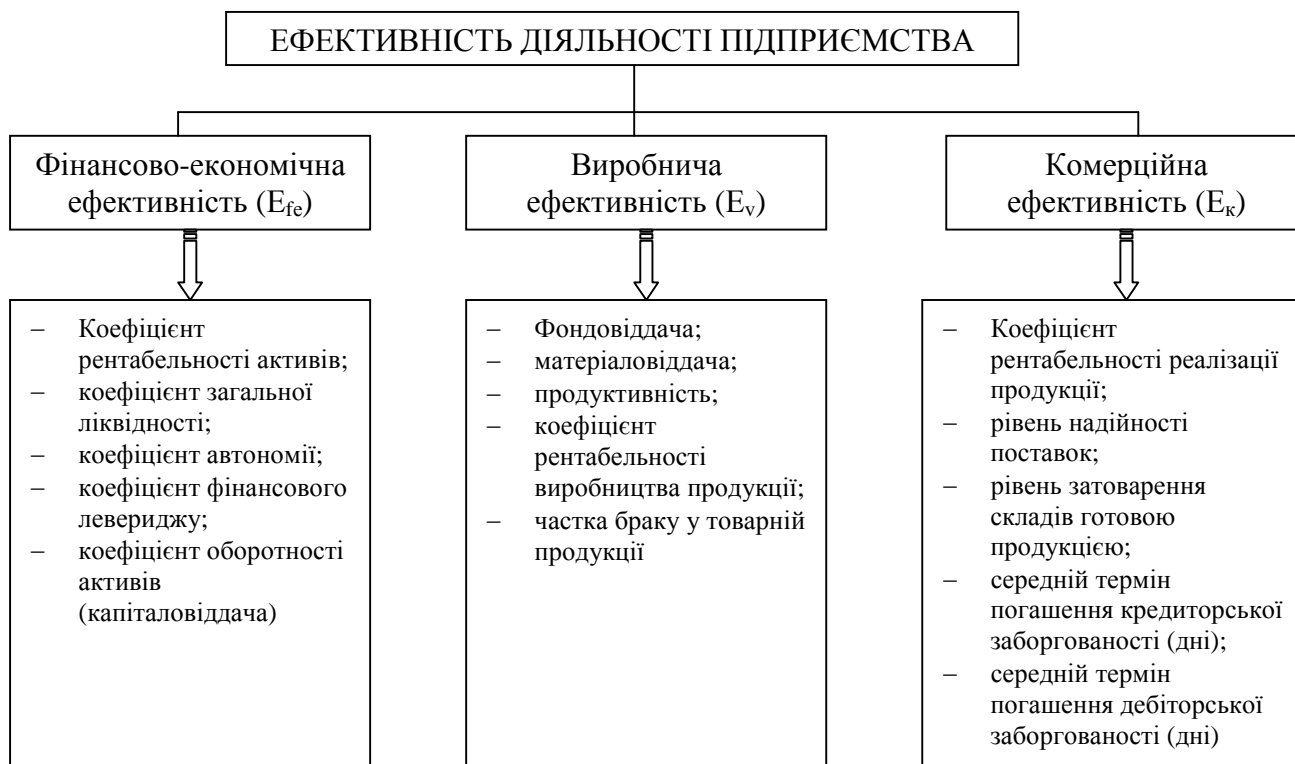 ЕФЕКТИВНІСТЬ ДІЯЛЬНОСТІ ПІДПРИЄМСТВА
Фінансово-економічна
ефективність (E_fe)
Виробнича
ефективність (E_v)
Комерційна
ефективність (E_к)
– Коефіцієнт
рентабельності активів;
– коефіцієнт загальної
ліквідності;
– коефіцієнт автономії;
– коефіцієнт фінансового
левериджу;
– коефіцієнт оборотності
активів
(капіталовіддача)
– Фондовіддача;
– матеріаловіддача;
– продуктивність;
– коефіцієнт
рентабельності
виробництва продукції;
– частка браку у товарній
продукції
– Коефіцієнт
рентабельності реалізації
продукції;
– рівень надійності
поставок;
– рівень затоварення
складів готовою
продукцією;
– середній термін
погашення кредиторської
заборгованості (дні);
– середній термін
погашення дебіторської
заборгованості (дні)